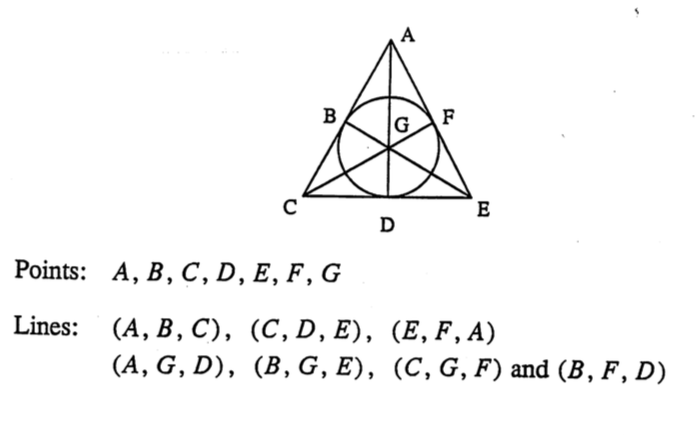 A
B
F
G
C
E
D
Points: A, B, C, D, E, F, G
Lines: (A, B, C), (C, D, E), (E, F, A)
(A, G, D), (B, G, E), (C, G, F) and (B, F, D)